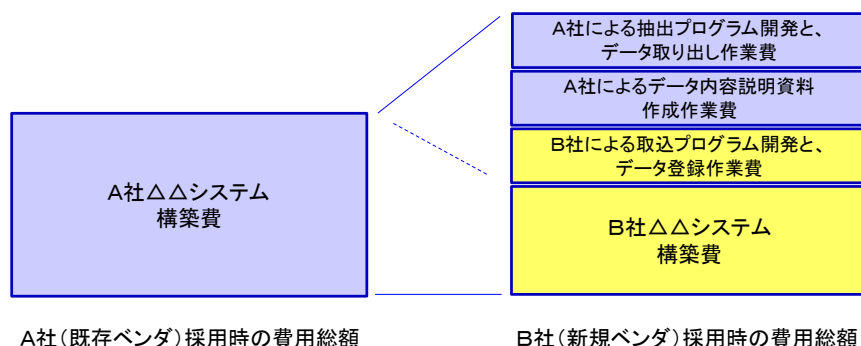 A社による抽出プログラム開発と、
データ取り出し作業費
A社によるデータ内容説明資料
作成作業費
B社による取込プログラム開発と、
データ登録作業費
A社△△システム
構築費
B社△△システム
構築費
A社（既存ベンダ）採用時の費用総額
B社（新規ベンダ）採用時の費用総額